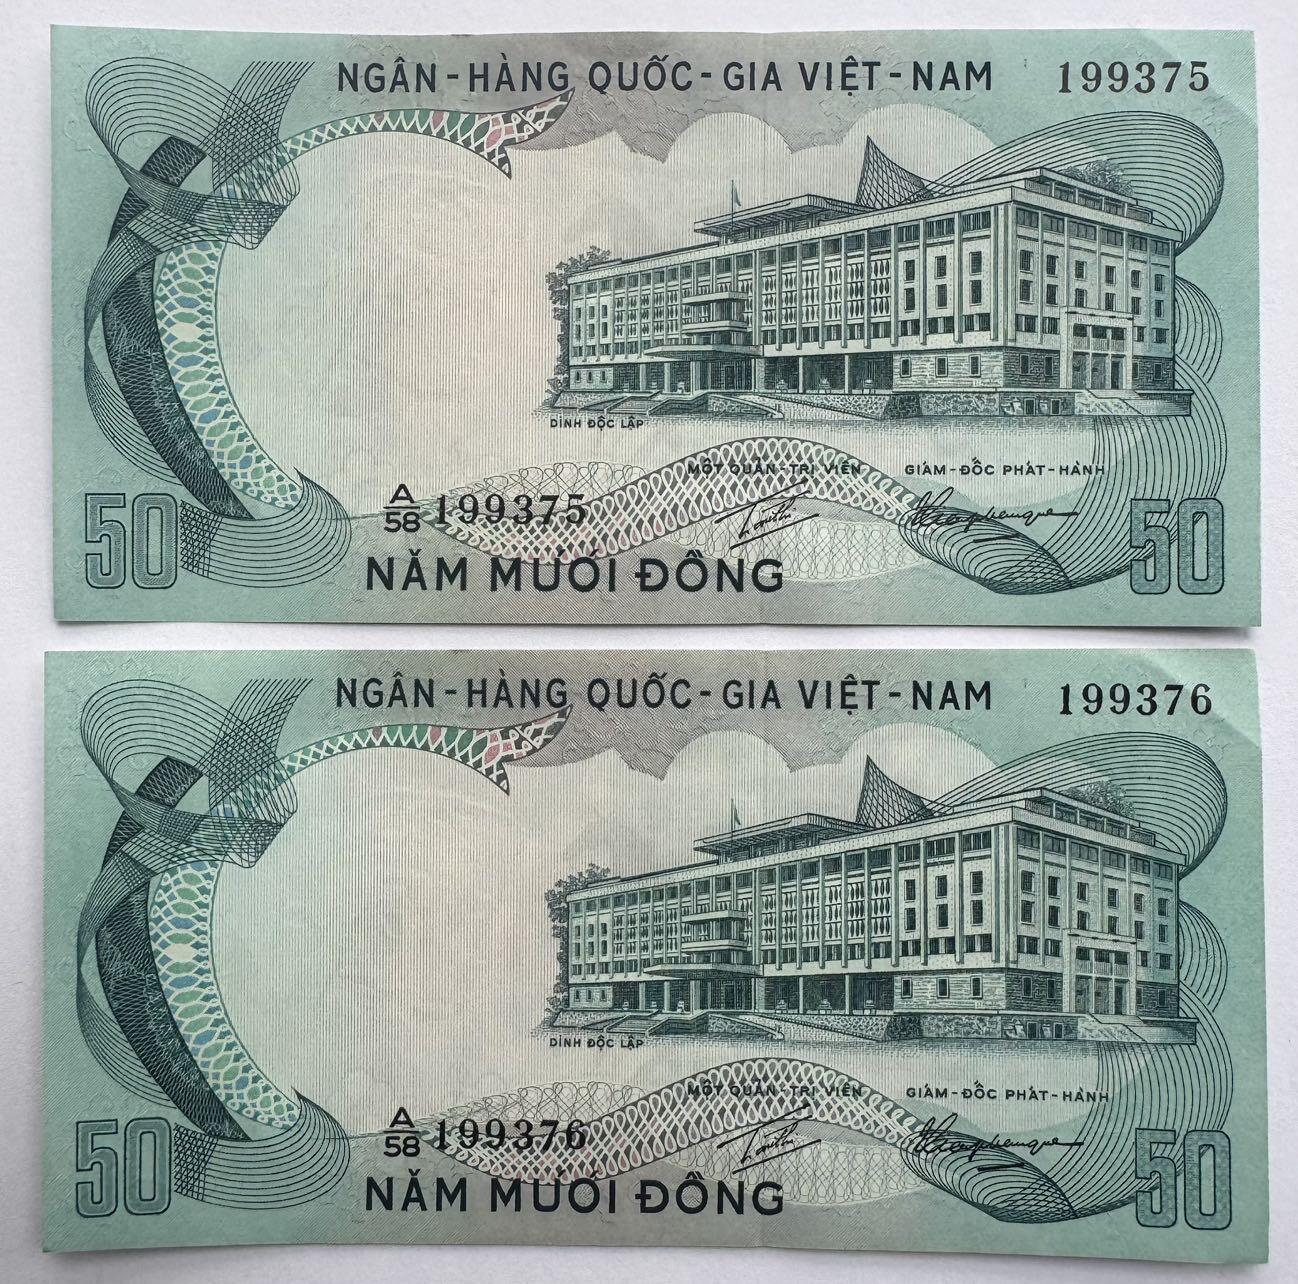 NGÂN - HÀNG QUỐC - GIA VIỆT - NAM 199375
DINH ĐỘC LẬP
MỘT QUẢN - TRỊ VIÊN GIÁM - ĐỐC PHÁT - HÀNH
A/58 199375
50 50
NĂM MƯƠI ĐỒNG
NGÂN - HÀNG QUỐC - GIA VIỆT - NAM 199376
DINH ĐỘC LẬP
MỘT QUẢN - TRỊ VIÊN GIÁM - ĐỐC PHÁT - HÀNH
A/58 199376
50 50
NĂM MƯƠI ĐỒNG